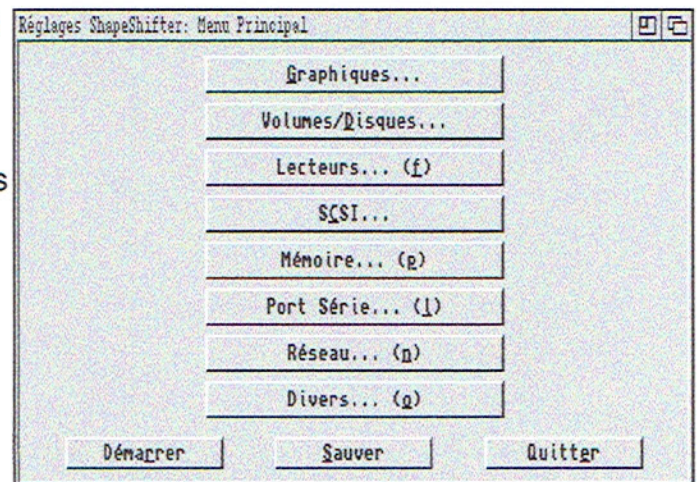 Réglages ShapeShifter: Menu Principal
Graphiques...
Volumes/Disques...
Lecteurs... (f)
s
SCSI...
Mémoire... (p)
Port Série... (l)
Réseau... (n)
Divers... (o)
Démarrer Sauver Quitter